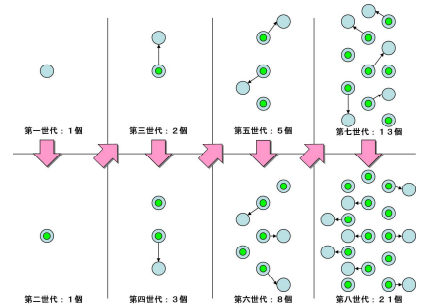 第一世代：１個
第三世代：２個
第五世代：５個
第七世代：１３個
第二世代：１個
第四世代：３個
第六世代：８個
第八世代：２１個